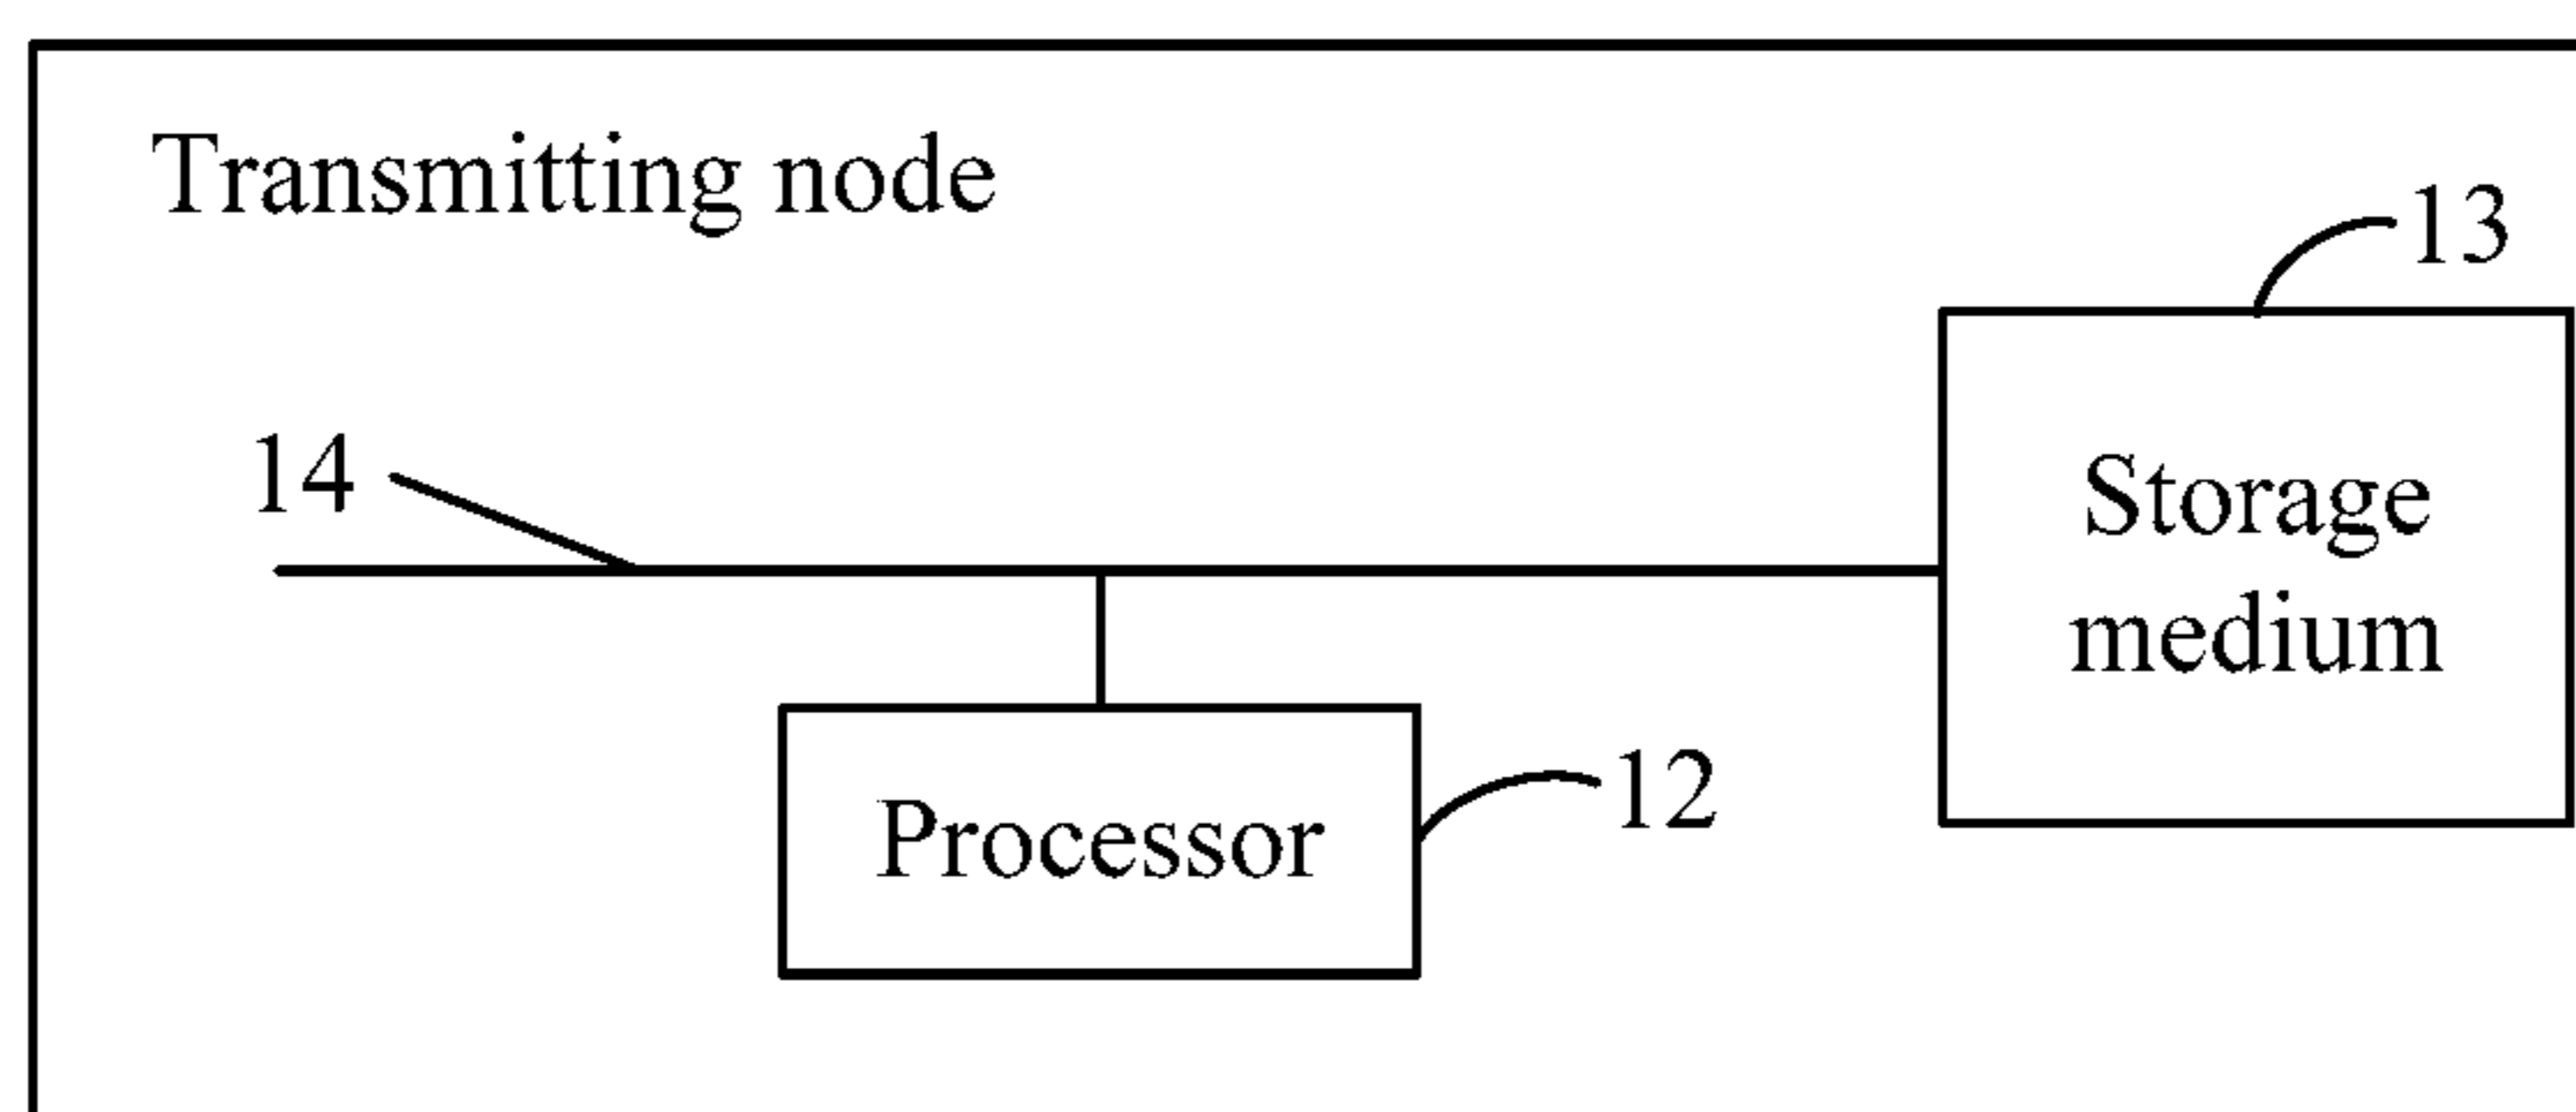 Transmitting node
13
14
Storage
medium
12
Processor